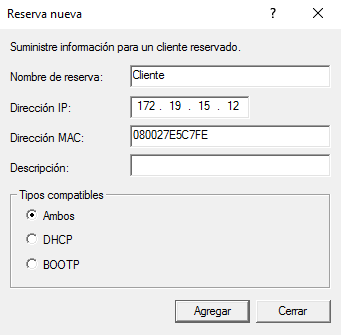 Reserva nueva
Suministre información para un cliente reservado.
Nombre de reserva: Cliente
Dirección IP: 172 . 19 . 15 . 12
Dirección MAC: 080027E5C7FE
Descripción:
Tipos compatibles
Ambos
DHCP
BOOTP
Agregar Cerrar